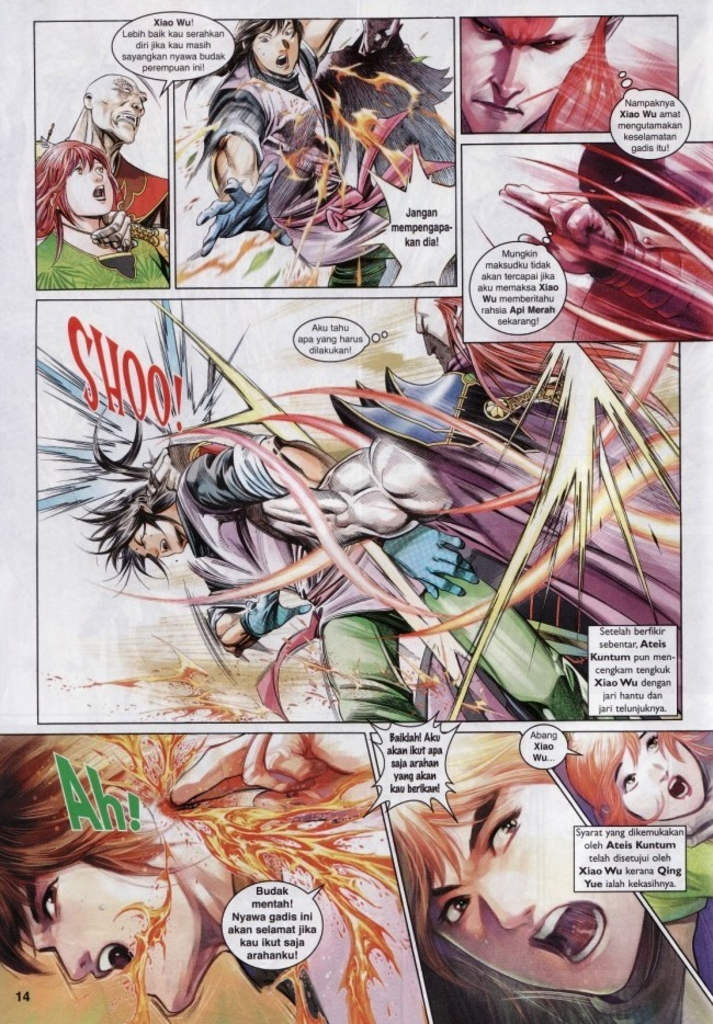 Xiao Wu!
Lebih baik kau serahkan
diri jika kau masih
sayangkan nyawa budak
perempuan ini!
Jangan
mempengapa-
kan dia!
Nampaknya
Xiao Wu amat
mengutamakan
keselamatan
gadis itu!
Mungkin
maksudku tidak
akan tercapai jika
aku memaksa Xiao
Wu memberitahu
rahsia Api Merah
sekarang!
Aku tahu
apa yang harus
dilakukan!
SHOO!
Setelah berfikir
sebentar, Ateis
Kuntum pun men-
cengkam tengkuk
Xiao Wu dengan
jari hantu dan
jari telunjuknya.
Ah!
Budak
mentah!
Nyawa gadis ini
akan selamat jika
kau ikut saja
arahanku!
Baiklah! Aku
akan ikut apa
saja arahan
yang akan
kau berikan!
Abang
Xiao
Wu...
Syarat yang dikemukakan
oleh Ateis Kuntum
telah disetujui oleh
Xiao Wu kerana Qing
Yue ialah kekasihnya.
14